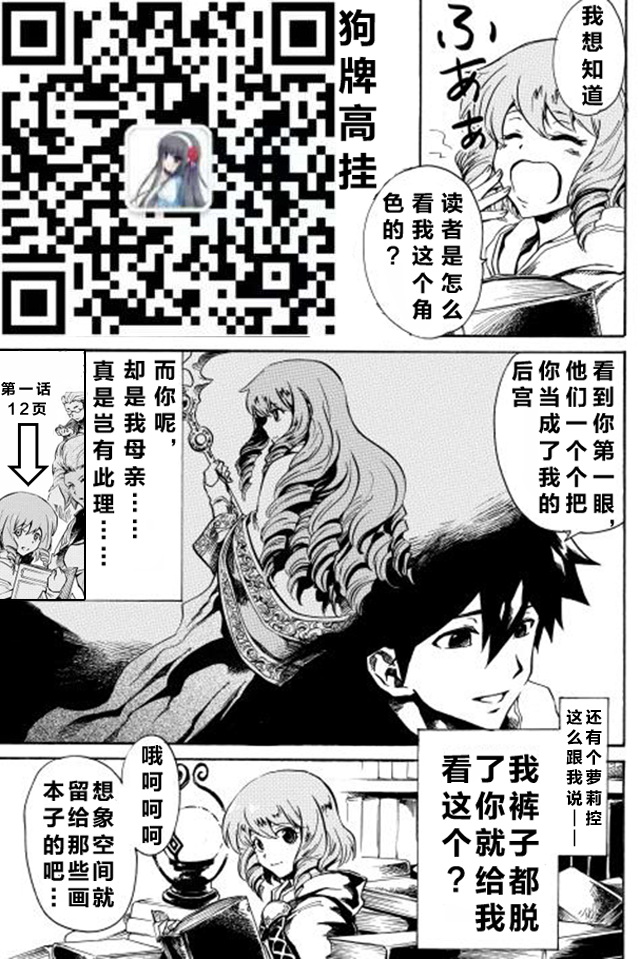 我想知道
ふぁぁぁ
读者是怎么
看我这个角
色的？
狗牌高挂
看到你第一眼，
他们一个个把
你当成了我的
后宫
而你呢，
却是我母亲……
真是岂有此理……
第一话
12页
还有个萝莉控
这么跟我说——
我裤子都脱
了你就给我
看这个？
哦呵呵呵
想象空间就
留给那些画
本子的吧…